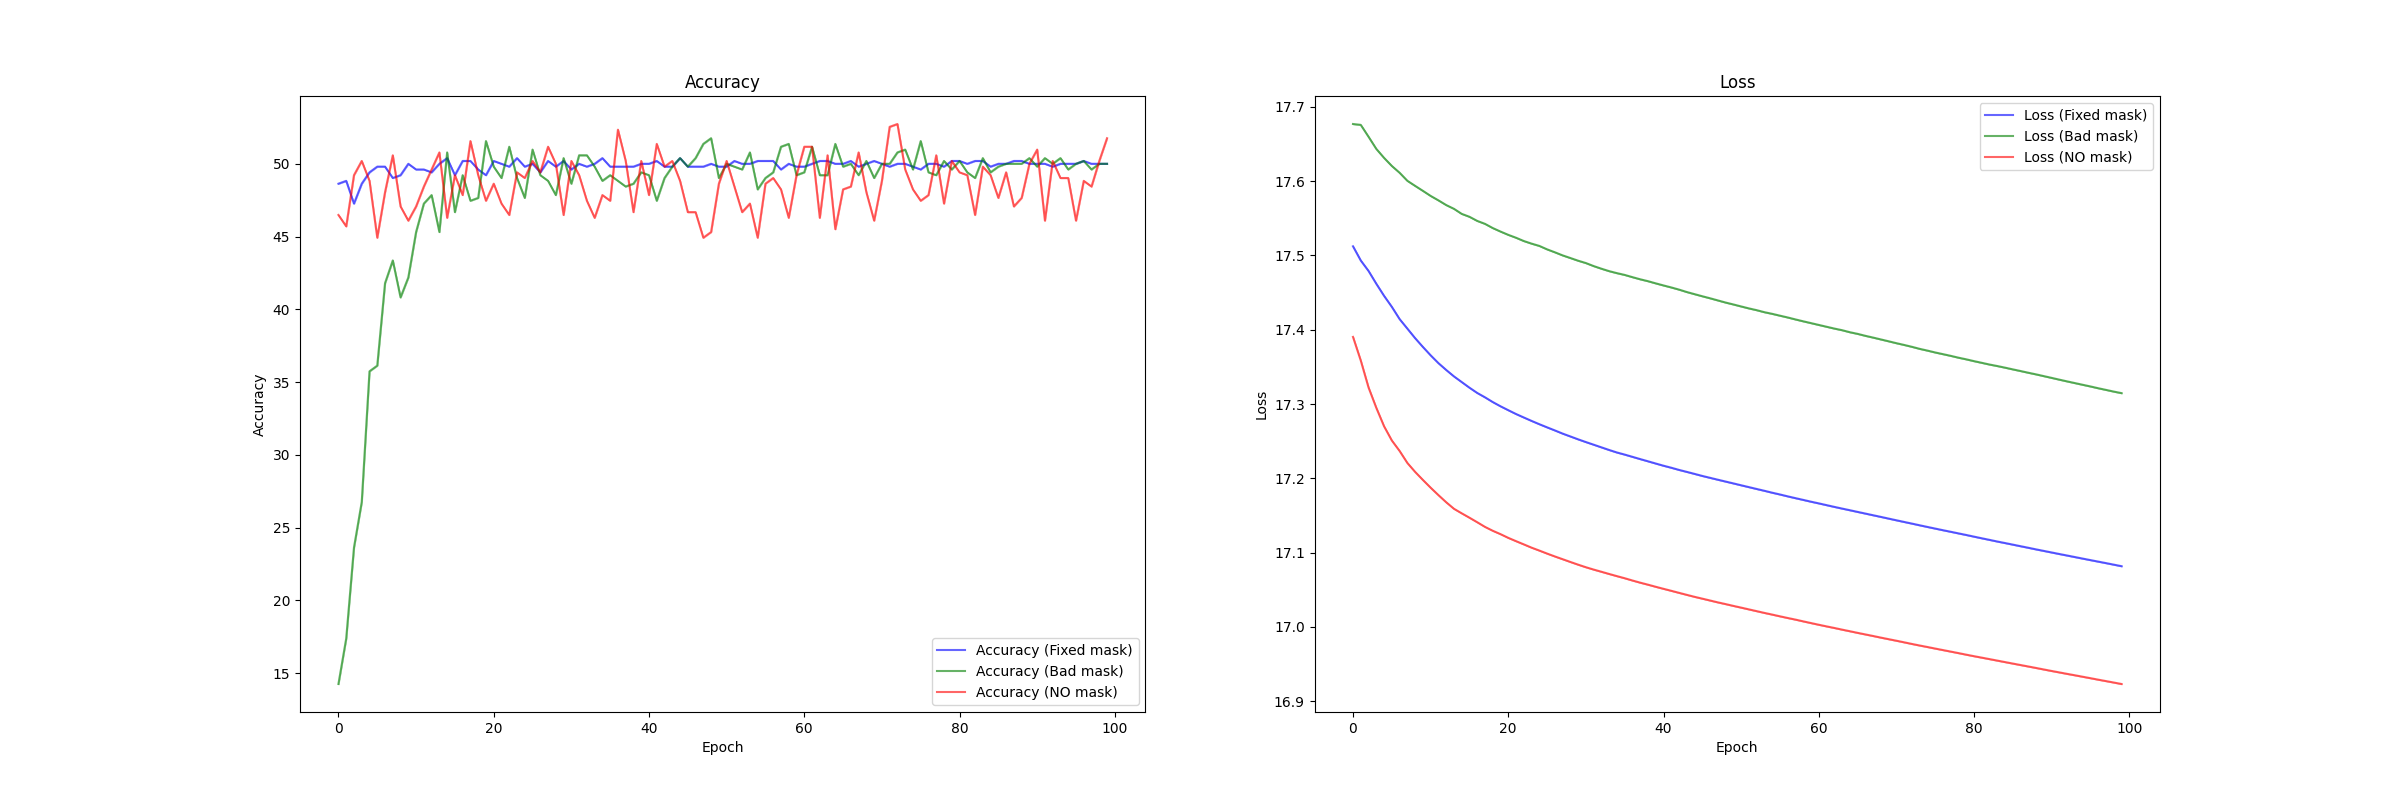 Accuracy
50
45
40
35
30
25
20
15
Accuracy
0 20 40 60 80 100
Epoch
Accuracy (Fixed mask)
Accuracy (Bad mask)
Accuracy (NO mask)
Loss
17.7
17.6
17.5
17.4
17.3
17.2
17.1
17.0
16.9
Loss
0 20 40 60 80 100
Epoch
Loss (Fixed mask)
Loss (Bad mask)
Loss (NO mask)